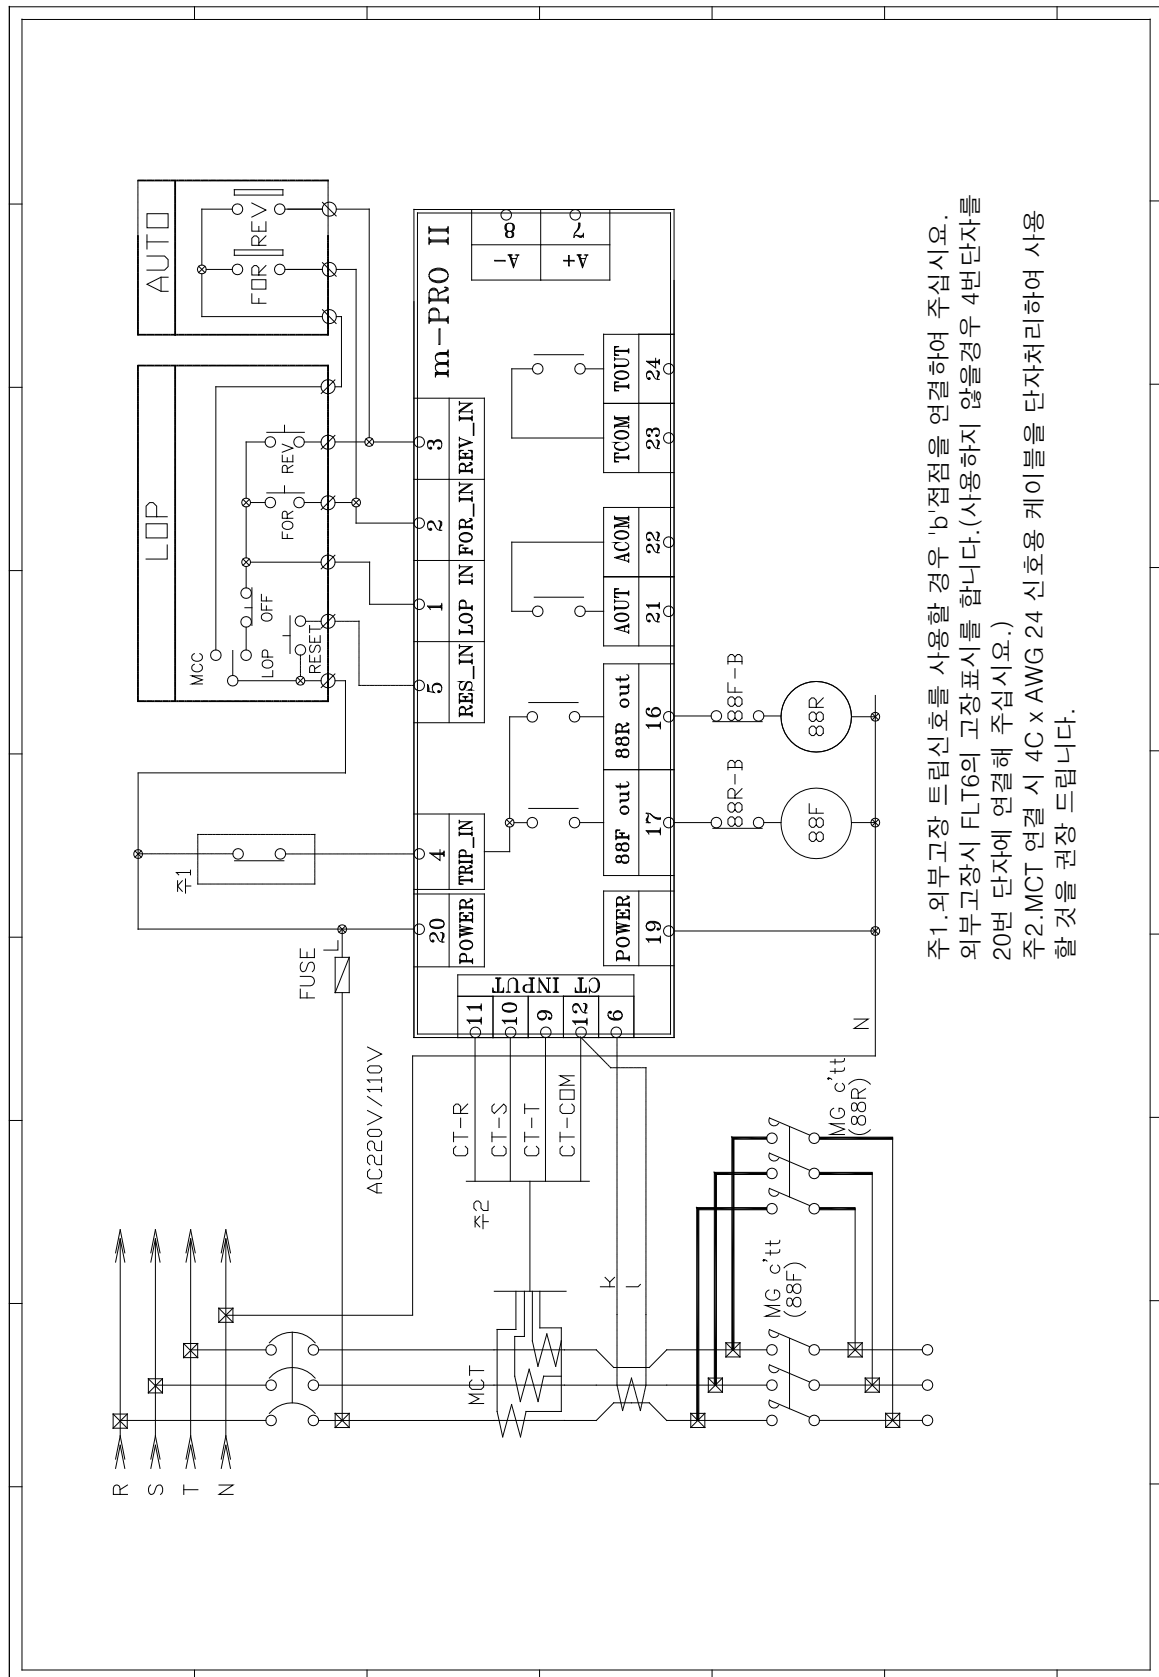 R
S
T
N
MCT
주2
CT-R
CT-S
CT-T
CT-COM
k
l
AC220V/110V
FUSE
L
주1
MCC
LOP
OFF
RESET
FOR
REV
LOP
AUTO
FOR
REV
m-PRO II
CT INPUT
11
10
9
12
6
20
POWER
4
TRIP_IN
5
RES_IN
1
LOP IN
2
FOR_IN
3
REV_IN
A-
8
A+
7
POWER
19
88F out
17
88R out
16
AOUT
21
ACOM
22
TCOM
23
TOUT
24
88R-B
88F-B
88F
88R
N
MG c'tt
(88F)
MG c'tt
(88R)
주1.외부고장 트립신호를 사용할 경우 'b'접점을 연결하여 주십시요.
외부고장시 FLT6의 고장표시를 합니다.(사용하지 않을경우 4번단자를
20번 단자에 연결해 주십시요.)
주2.MCT 연결 시 4C x AWG 24 신호용 케이블을 단자처리하여 사용
할 것을 권장 드립니다.